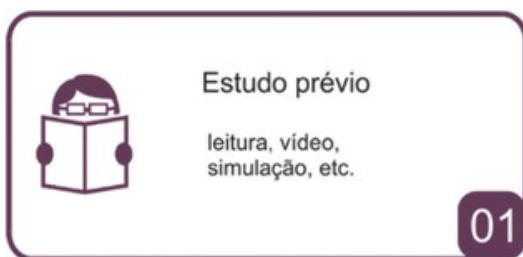 Estudo prévio
leitura, vídeo,
simulação, etc.
01